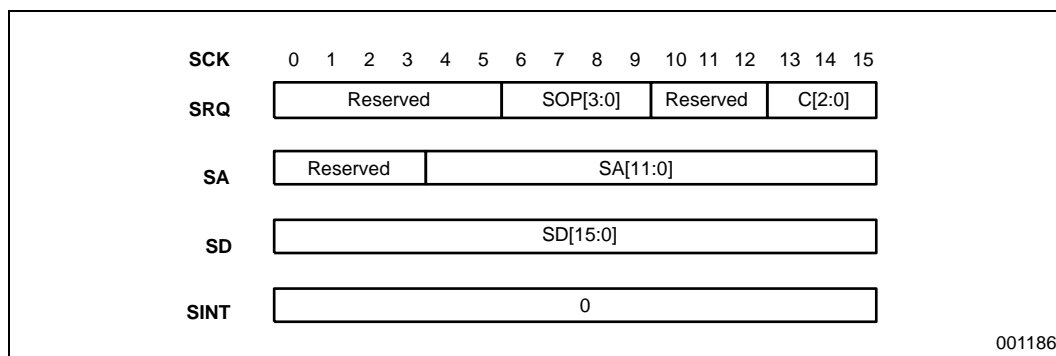 SCK 0 1 2 3 4 5 6 7 8 9 10 11 12 13 14 15
SRQ Reserved SOP[3:0] Reserved C[2:0]
SA Reserved SA[11:0]
SD SD[15:0]
SINT 0
001186